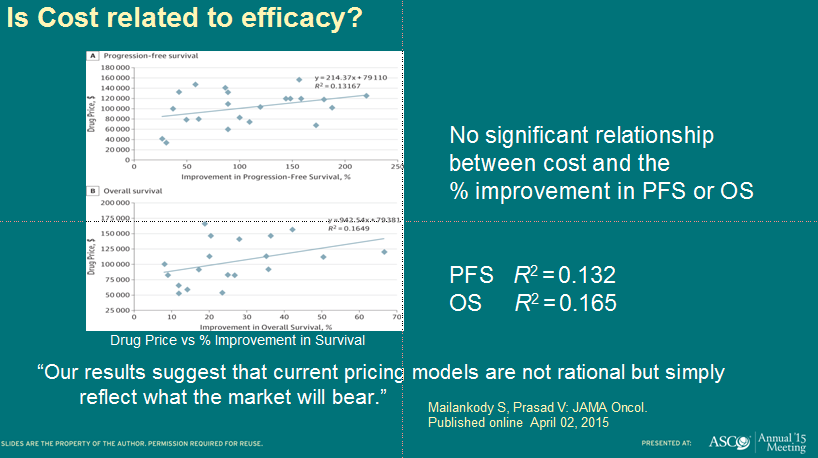 Is Cost related to efficacy?
A Progression-free survival
180 000
160 000
140 000
120 000
100 000
80 000
60 000
40 000
20 000
0
Drug Price, $
y = 214.37x + 79 110
R² = 0.13167
0 50 100 150 200 250
Improvement in Progression-Free Survival, %
B Overall survival
200 000
175 000
150 000
125 000
100 000
75 000
50 000
25 000
Drug Price, $
y = 942.54x + 79 381
R² = 0.1649
0 10 20 30 40 50 60 70
Improvement in Overall Survival, %
Drug Price vs % Improvement in Survival
No significant relationship
between cost and the
% improvement in PFS or OS
PFS R² = 0.132
OS R² = 0.165
“Our results suggest that current pricing models are not rational but simply
reflect what the market will bear.”
Mailankody S, Prasad V: JAMA Oncol.
Published online April 02, 2015
SLIDES ARE THE PROPERTY OF THE AUTHOR. PERMISSION REQUIRED FOR REUSE.
PRESENTED AT:
ASCO
Annual '15
Meeting